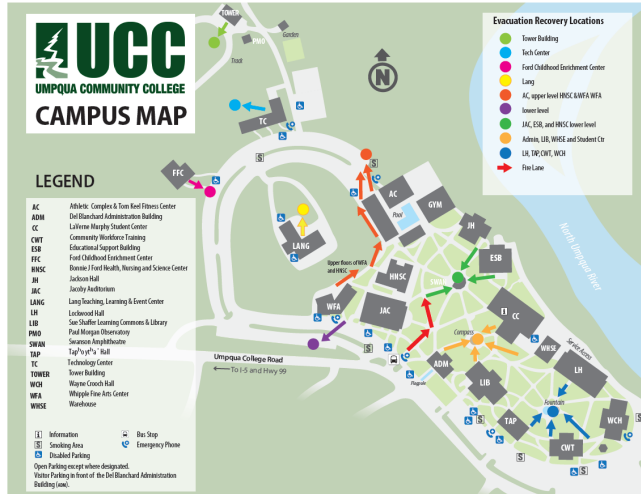 UCC
UMPQUA COMMUNITY COLLEGE
CAMPUS MAP
TOWER
PMO
Garden
Track
TC
FFC
Evacuation Recovery Locations
Tower Building
Tech Center
Ford Childhood Enrichment Center
Lang
AC, upper level HNSC &WFA WFA
lower level
JAC, ESB, and HNSC lower level
Admin, LIB, WHSE and Student Ctr
LH, TAP, CWT, WCH
Fire Lane
N
LEGEND
AC Athletic Complex & Tom Keel Fitness Center
ADM Del Blanchard Administration Building
CC LaVerne Murphy Student Center
CWT Community Workforce Training
ESB Educational Support Building
FFC Ford Childhood Enrichment Center
HNSC Bonnie J Ford Health, Nursing and Science Center
JH Jackson Hall
JAC Jacoby Auditorium
LANG Lang Teaching, Learning & Event Center
LH Lockwood Hall
LIB Sue Shaffer Learning Commons & Library
PMO Paul Morgan Observatory
SWAN Swanson Amphitheatre
TAP Tapʰòytʰaʼ Hall
TC Technology Center
TOWER Tower Building
WCH Wayne Crooch Hall
WFA Whipple Fine Arts Center
WHSE Warehouse
i Information
S Smoking Area
Disabled Parking
Bus Stop
Emergency Phone
Open Parking except where designated.
Visitor Parking in front of the Del Blanchard Administration
Building
AC
GYM
Pool
JH
ESB
LANG
Upper floors of WFA
and HNSC
HNSC
SWAN
WFA
JAC
i
CC
Compass
WHSE
Service Access
LH
North Umpqua River
Umpqua College Road
To I-5 and Hwy 99
ADM
Flagpole
LIB
Fountain
TAP
WCH
CWT
S
S
S
S
S
S